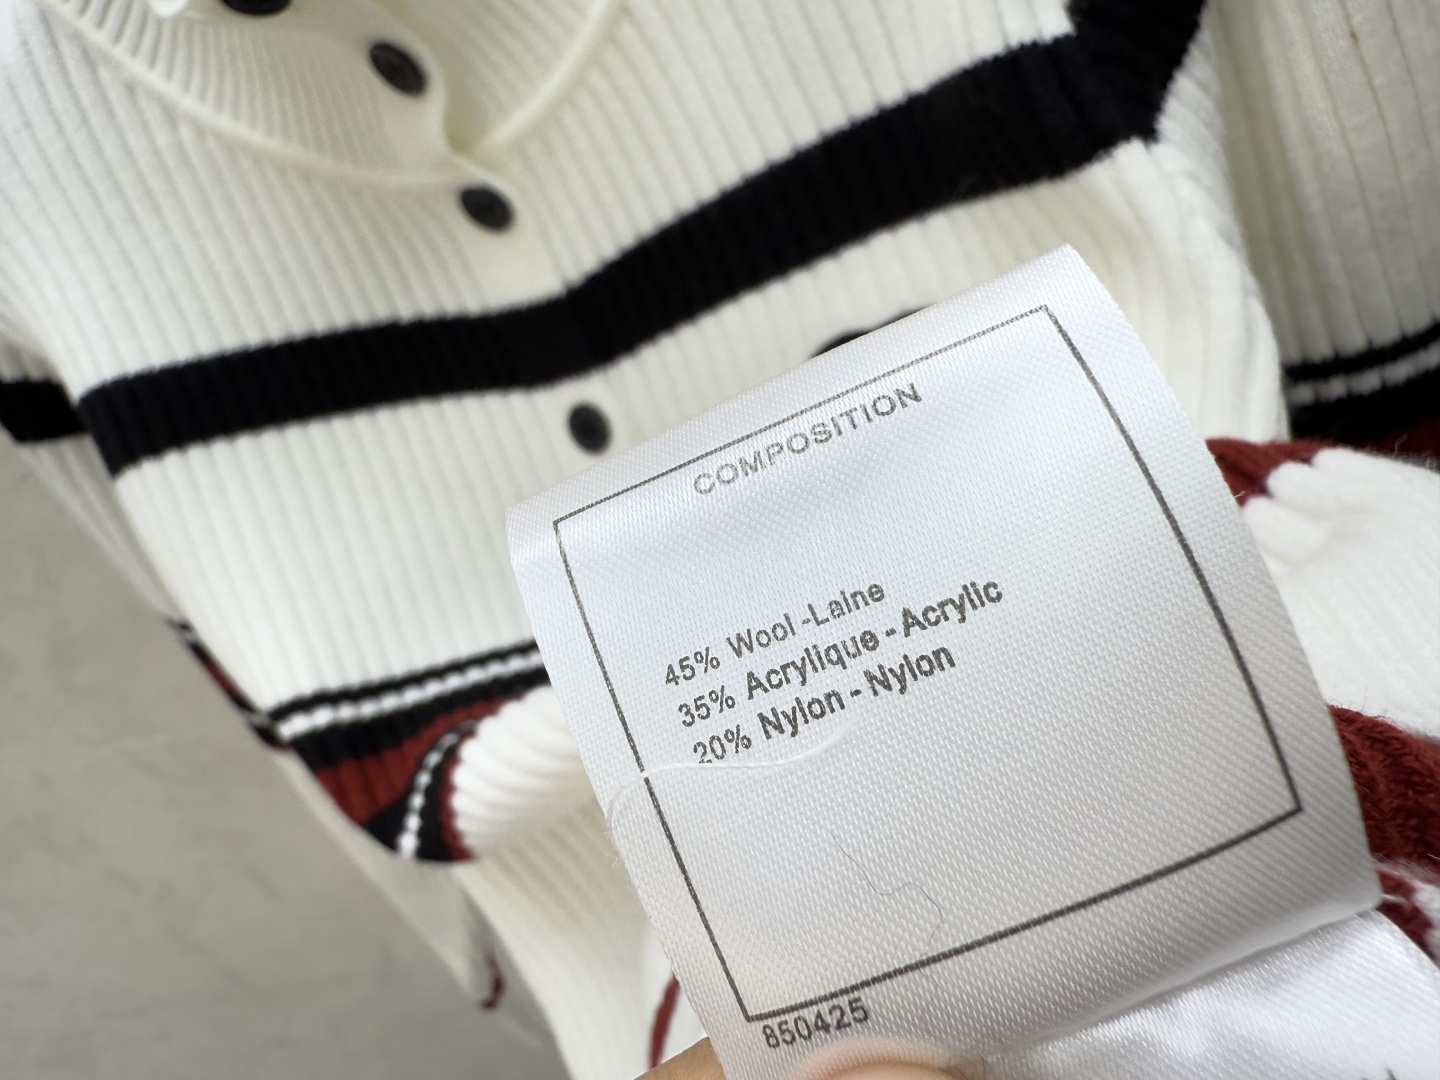 COMPOSITION
45% Wool -Laine
35% Acrylique - Acrylic
20% Nylon - Nylon
850425